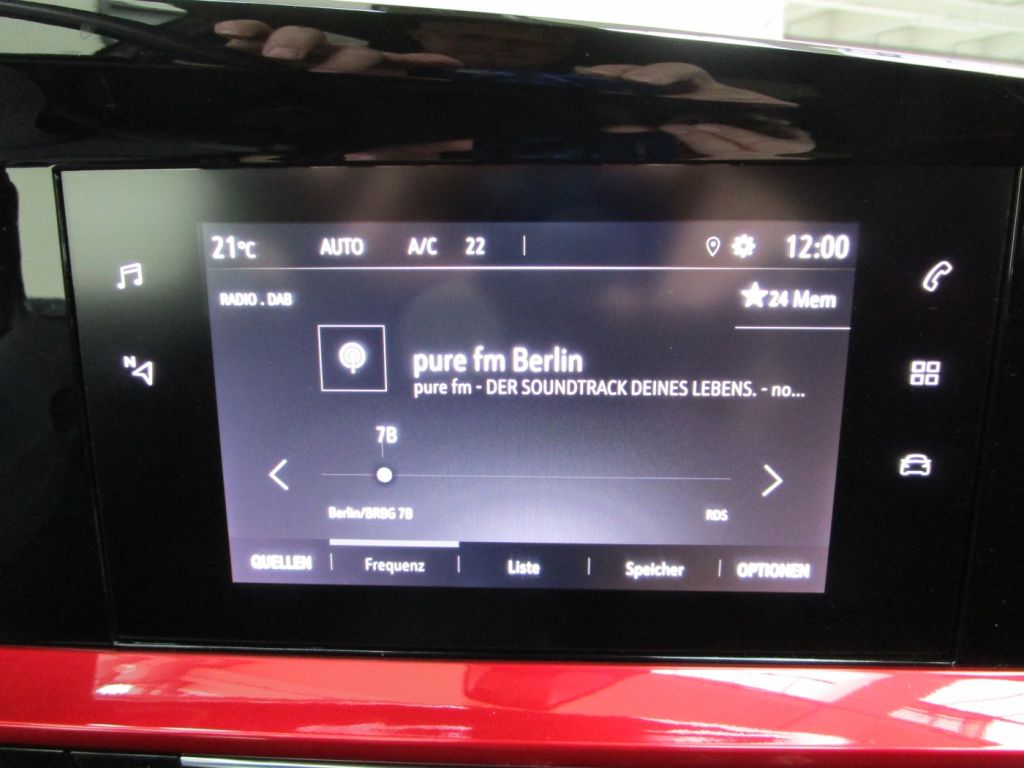 21°C AUTO A/C 22 12:00
RADIO . DAB
24 Mem
pure fm Berlin
pure fm - DER SOUNDTRACK DEINES LEBENS. - no...
N
7B
Berlin/BRBG 7B
RDS
QUELLEN Frequenz Liste Speicher OPTIONEN